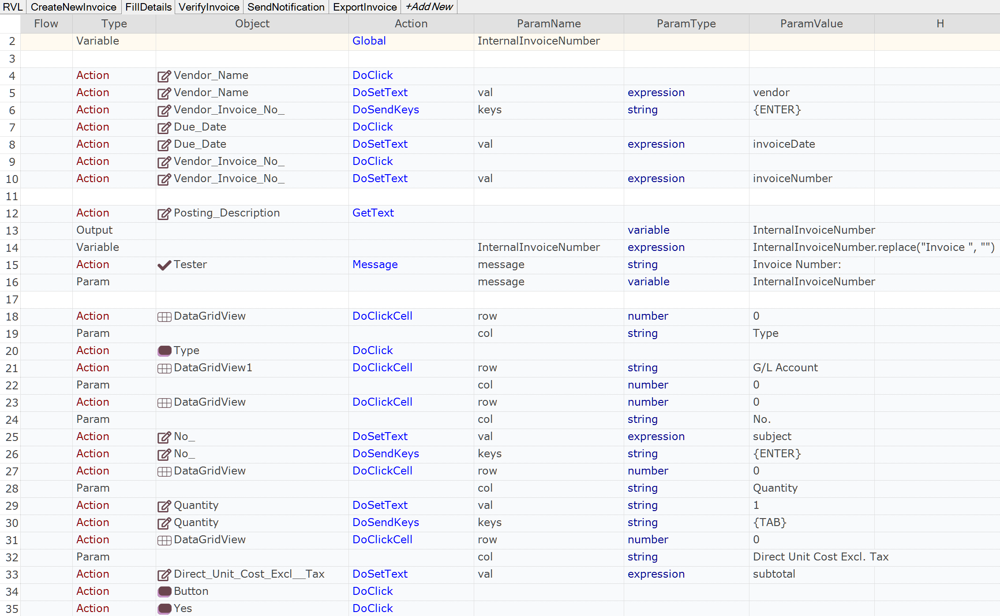 RVL CreateNewInvoice FillDetails VerifyInvoice SendNotification ExportInvoice +Add New
Flow Type Object Action ParamName ParamType ParamValue H
2 Variable Global InternalInvoiceNumber
3
4 Action Vendor_Name DoClick
5 Action Vendor_Name DoSetText val expression vendor
6 Action Vendor_Invoice_No_ DoSendKeys keys string {ENTER}
7 Action Due_Date DoClick
8 Action Due_Date DoSetText val expression invoiceDate
9 Action Vendor_Invoice_No_ DoClick
10 Action Vendor_Invoice_No_ DoSetText val expression invoiceNumber
11
12 Action Posting_Description GetText
13 Output variable InternalInvoiceNumber
14 Variable InternalInvoiceNumber expression InternalInvoiceNumber.replace("Invoice ", "")
15 Action Tester Message message string Invoice Number:
16 Param message variable InternalInvoiceNumber
17
18 Action DataGridView DoClickCell row number 0
19 Param col string Type
20 Action Type DoClick
21 Action DataGridView1 DoClickCell row string G/L Account
22 Param col number 0
23 Action DataGridView DoClickCell row number 0
24 Param col string No.
25 Action No_ DoSetText val expression subject
26 Action No_ DoSendKeys keys string {ENTER}
27 Action DataGridView DoClickCell row number 0
28 Param col string Quantity
29 Action Quantity DoSetText val string 1
30 Action Quantity DoSendKeys keys string {TAB}
31 Action DataGridView DoClickCell row number 0
32 Param col string Direct Unit Cost Excl. Tax
33 Action Direct_Unit_Cost_Excl__Tax DoSetText val expression subtotal
34 Action Button DoClick
35 Action Yes DoClick